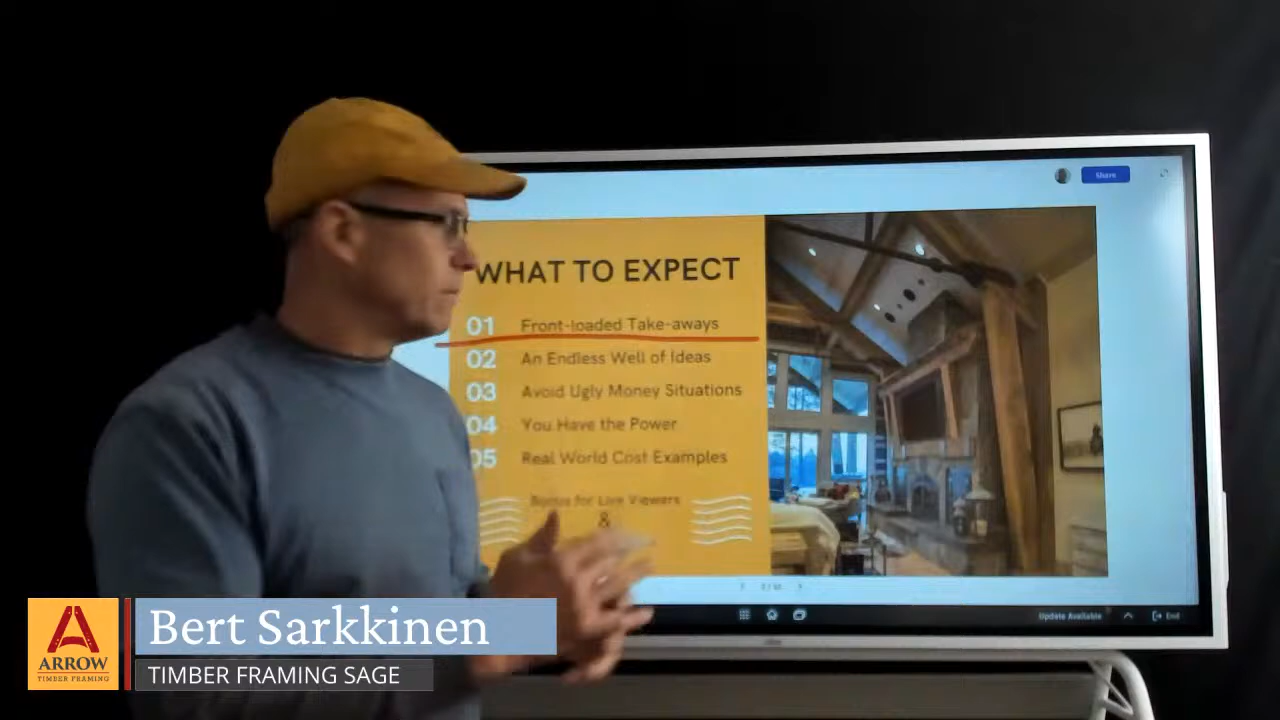 Share
WHAT TO EXPECT
01 Front-loaded Take-aways
02 An Endless Well of Ideas
03 Avoid Ugly Money Situations
04 You Have the Power
05 Real World Cost Examples
Bonus for Live Viewers
&
Update Available
End
Bert Sarkkinen
TIMBER FRAMING SAGE
ARROW
TIMBER FRAMING